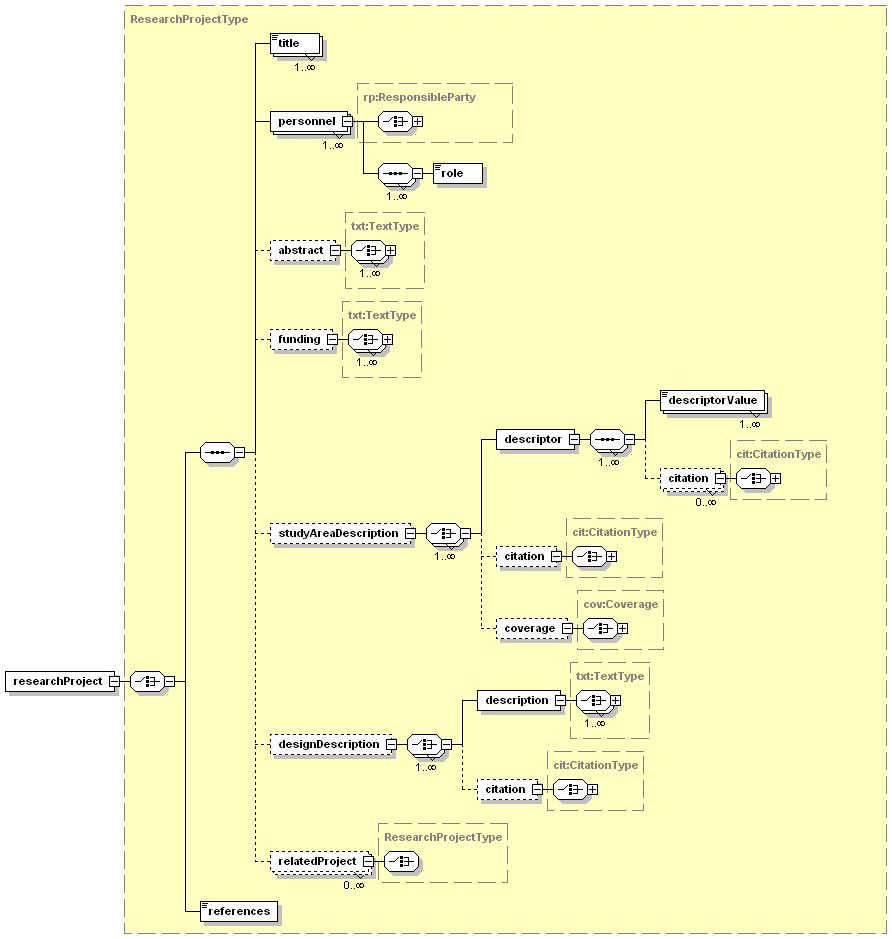 ResearchProjectType
title
1..∞
rp:ResponsibleParty
personnel
1..∞
role
1..∞
txt:TextType
abstract
1..∞
txt:TextType
funding
1..∞
descriptorValue
1..∞
descriptor
1..∞
cit:CitationType
citation
0..∞
studyAreaDescription
1..∞
cit:CitationType
citation
cov:Coverage
coverage
researchProject
txt:TextType
description
1..∞
designDescription
1..∞
cit:CitationType
citation
ResearchProjectType
relatedProject
0..∞
references